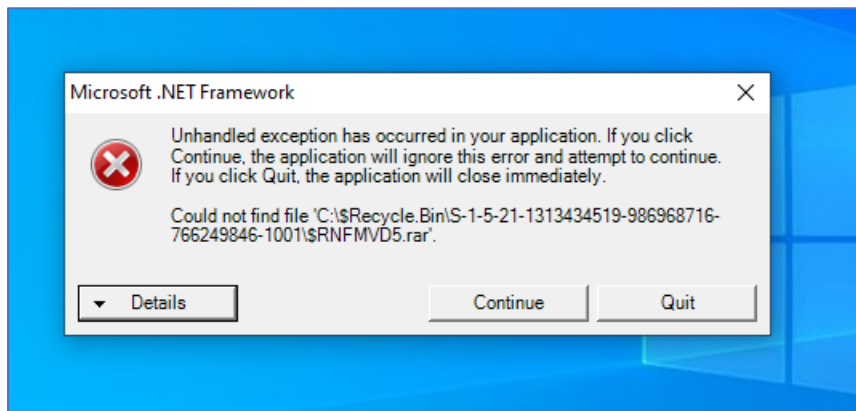 Microsoft .NET Framework
Unhandled exception has occurred in your application. If you click
Continue, the application will ignore this error and attempt to continue.
If you click Quit, the application will close immediately.
Could not find file 'C:\$Recycle.Bin\S-1-5-21-1313434519-986968716-
766249846-1001\$RNFMVD5.rar'.
Details
Continue
Quit